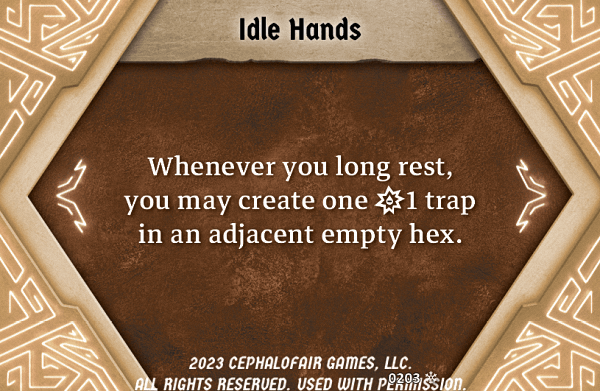 Idle Hands
Whenever you long rest,
you may create one 1 trap
in an adjacent empty hex.
2023 CEPHALOFAIR GAMES, LLC.
ALL RIGHTS RESERVED. USED WITH PERMISSION.
0203